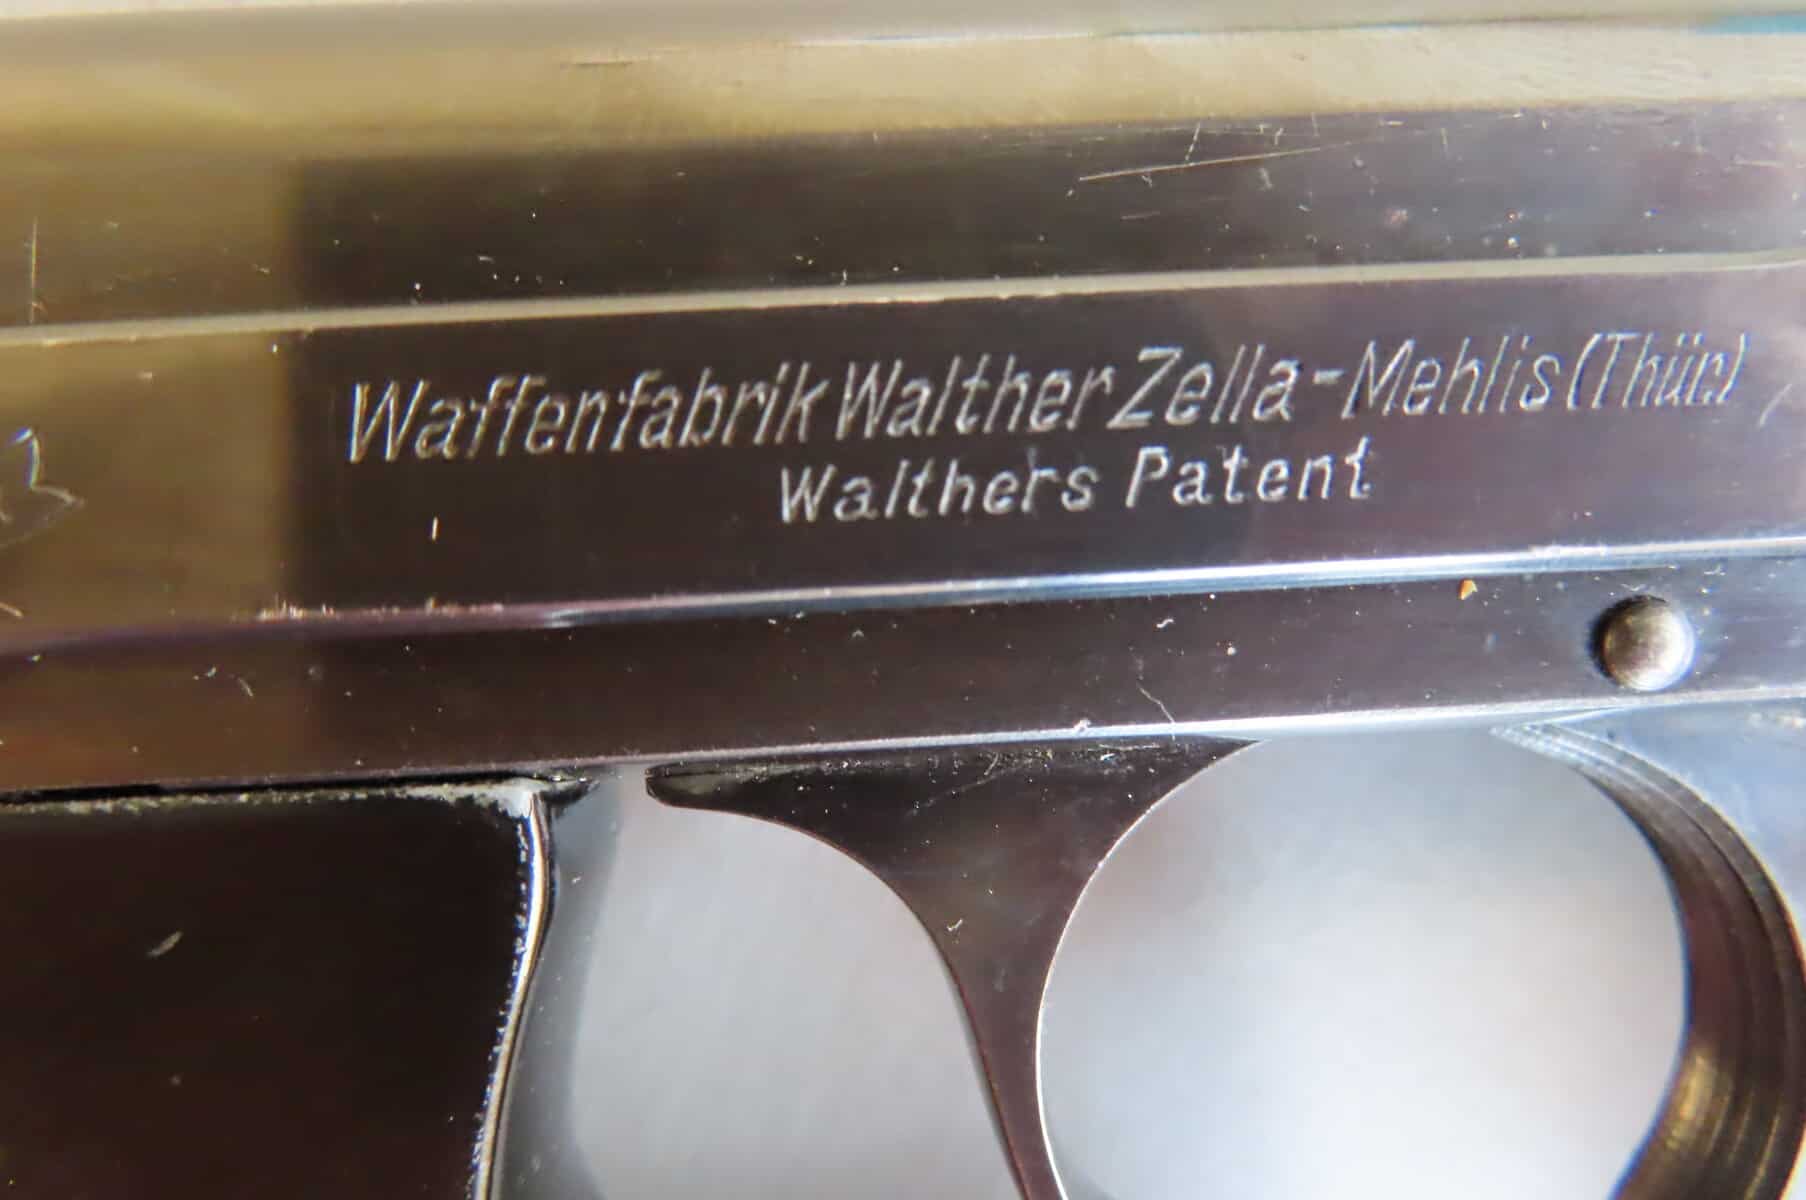 Waffenfabrik Walther Zella-Mehlis (Thür.)
Walthers Patent